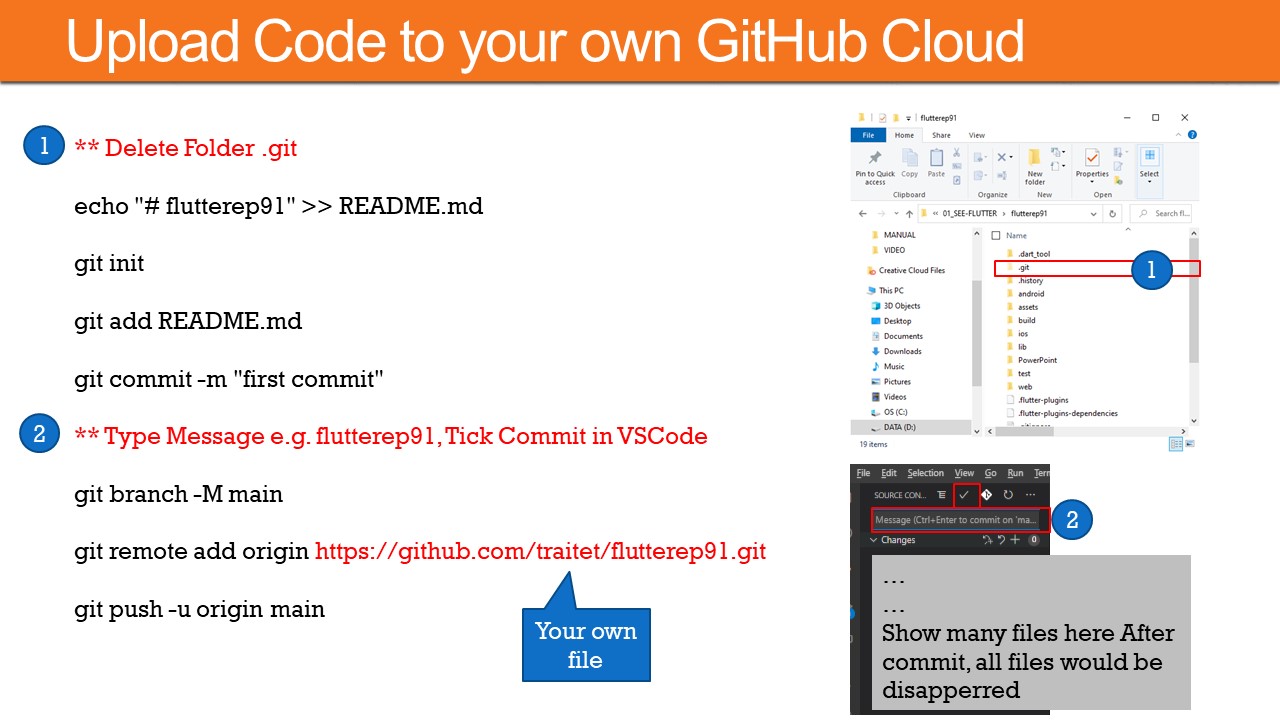 Upload Code to your own GitHub Cloud
1
** Delete Folder .git
echo "# flutterep91" >> README.md
git init
git add README.md
git commit -m "first commit"
2
** Type Message e.g. flutterep91, Tick Commit in VSCode
git branch -M main
git remote add origin https://github.com/traitet/flutterep91.git
git push -u origin main
Your own
file
flutterep91
File Home Share View
Pin to Quick
access
Copy
Paste
New
folder
Properties
Select
Clipboard
Organize
New
Open
01_SEE-FLUTTER > flutterep91
Search fl...
MANUAL
VIDEO
Creative Cloud Files
This PC
3D Objects
Desktop
Documents
Downloads
Music
Pictures
Videos
OS (C:)
DATA (D:)
Name
.dart_tool
.git
1
.history
android
assets
build
ios
lib
PowerPoint
test
web
.flutter-plugins
.flutter-plugins-dependencies
19 items
File Edit Selection View Go Run Tern
SOURCE CON...
Message (Ctrl+Enter to commit on 'ma...
2
Changes
0
...
...
Show many files here After
commit, all files would be
disapperred